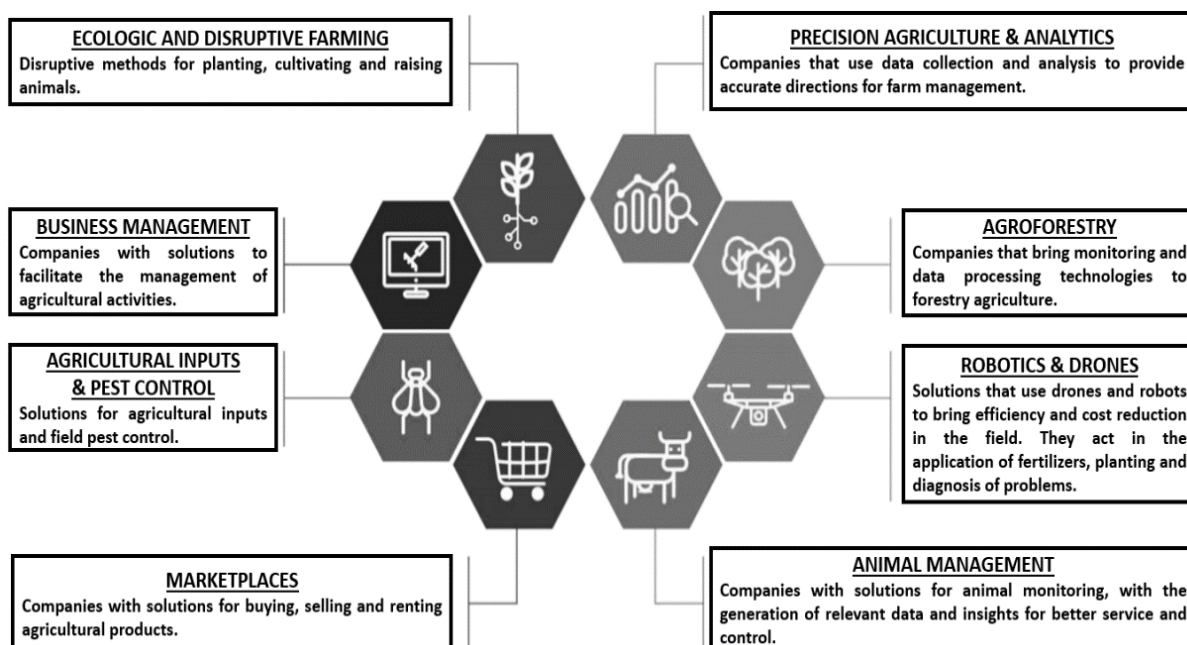 ECOLOGIC AND DISRUPTIVE FARMING
Disruptive methods for planting, cultivating and raising
animals.
PRECISION AGRICULTURE & ANALYTICS
Companies that use data collection and analysis to provide
accurate directions for farm management.
BUSINESS MANAGEMENT
Companies with solutions to
facilitate the management of
agricultural activities.
AGROFORESTRY
Companies that bring monitoring and
data processing technologies to
forestry agriculture.
AGRICULTURAL INPUTS
& PEST CONTROL
Solutions for agricultural inputs
and field pest control.
ROBOTICS & DRONES
Solutions that use drones and robots
to bring efficiency and cost reduction
in the field. They act in the
application of fertilizers, planting and
diagnosis of problems.
MARKETPLACES
Companies with solutions for buying, selling and renting
agricultural products.
ANIMAL MANAGEMENT
Companies with solutions for animal monitoring, with the
generation of relevant data and insights for better service and
control.